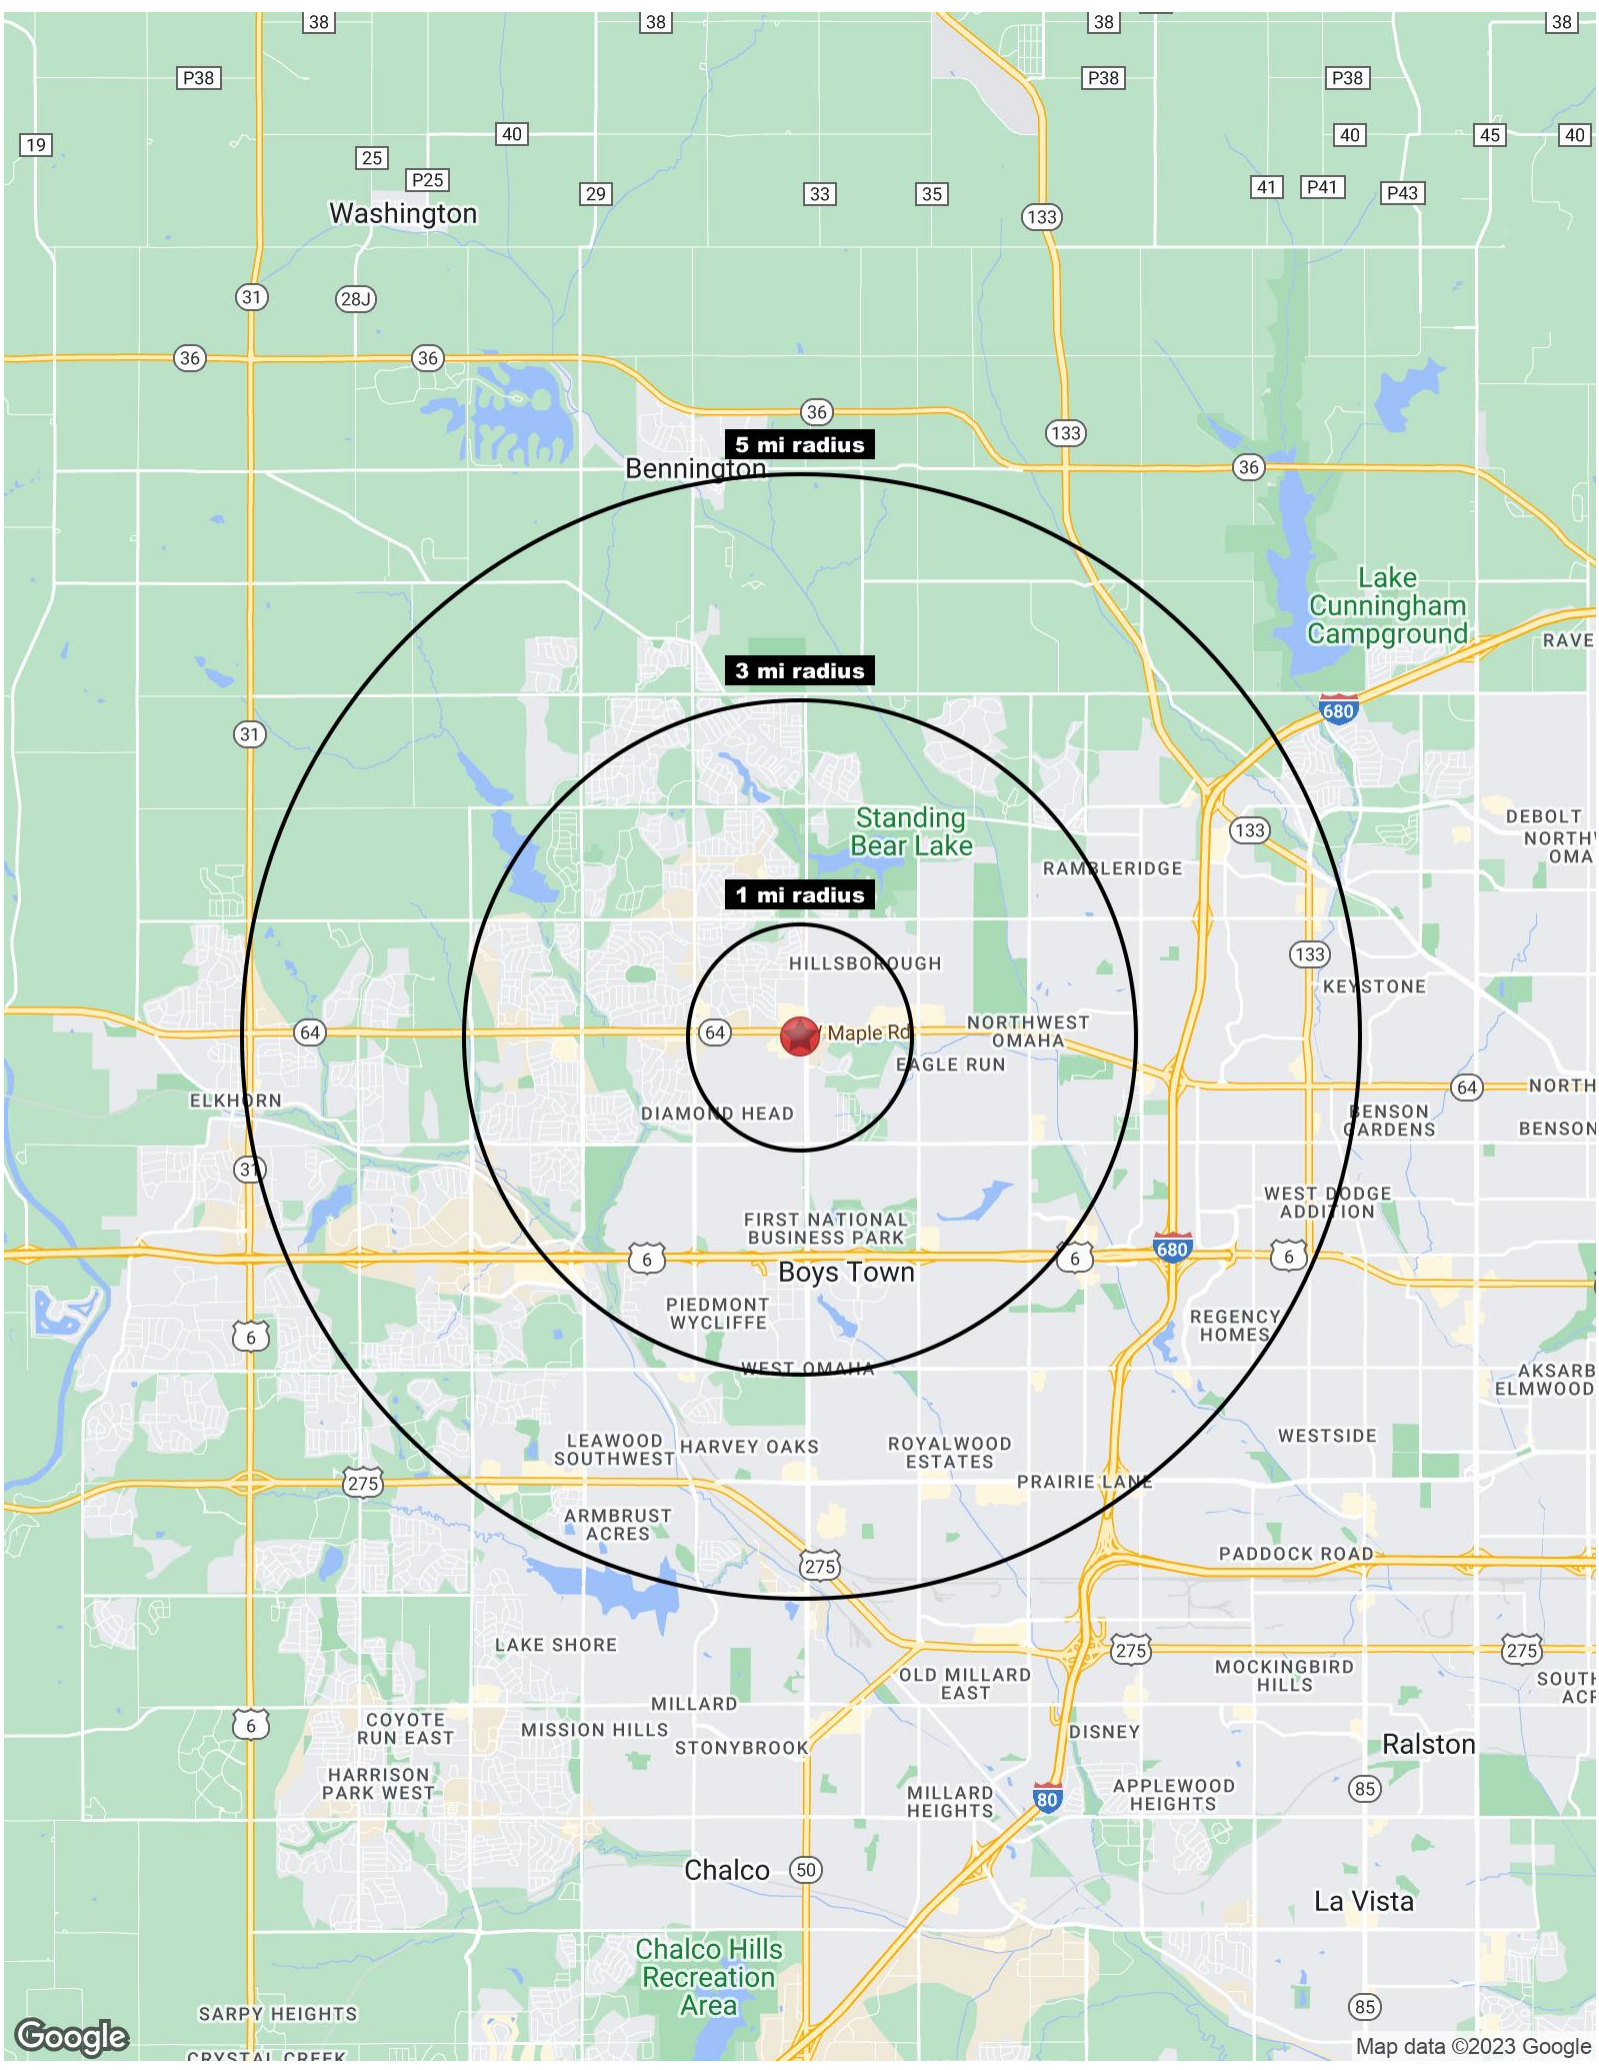 38
38
38
38
P38
P38
P38
19
40
40
45
40
25
P25
29
33
35
41
P41
P43
Washington
133
31
28J
36
36
36
133
5 mi radius
Bennington
36
Lake
Cunningham
Campground
RAVE
3 mi radius
680
31
Standing
Bear Lake
133
DEBOLT
NORTH
OMA
RAMBLERIDGE
1 mi radius
HILLSBOROUGH
133
KEYSTONE
64
64
Maple Rd
NORTHWEST
OMAHA
EAGLE RUN
64
NORTH
ELKHORN
DIAMOND HEAD
BENSON
GARDENS
BENSON
31
WEST DODGE
ADDITION
FIRST NATIONAL
BUSINESS PARK
6
6
680
6
Boys Town
PIEDMONT
WYCLIFFE
REGENCY
HOMES
6
WEST OMAHA
AKSARB
ELMWOOD
LEAWOOD
SOUTHWEST
HARVEY OAKS
ROYALWOOD
ESTATES
WESTSIDE
275
PRAIRIE LANE
ARMBRUST
ACRES
275
PADDOCK ROAD
LAKE SHORE
275
275
OLD MILLARD
EAST
MOCKINGBIRD
HILLS
SOUTH
ACR
MILLARD
6
COYOTE
RUN EAST
MISSION HILLS
STONYBROOK
DISNEY
Ralston
HARRISON
PARK WEST
MILLARD
HEIGHTS
80
APPLEWOOD
HEIGHTS
85
Chalco
50
La Vista
Chalco Hills
Recreation
Area
SARPY HEIGHTS
85
Google
CRYSTAL CREEK
Map data ©2023 Google